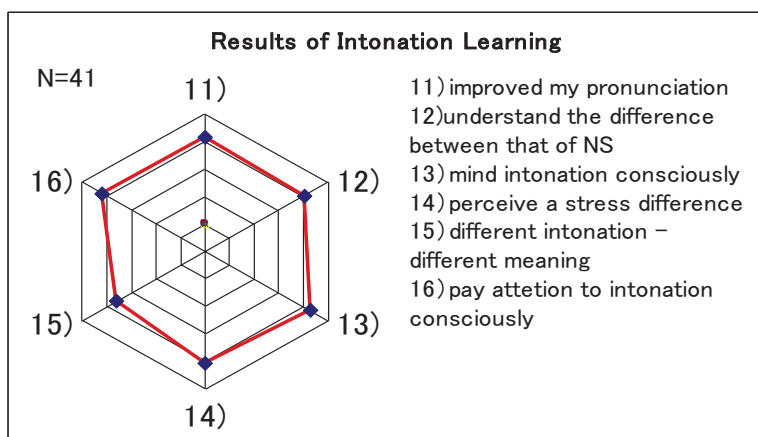 Results of Intonation Learning
N=41
11)
12)
13)
14)
15)
16)
11)improved my pronunciation
12)understand the difference
between that of NS
13)mind intonation consciously
14)perceive a stress difference
15)different intonation –
different meaning
16)pay attetion to intonation
consciously